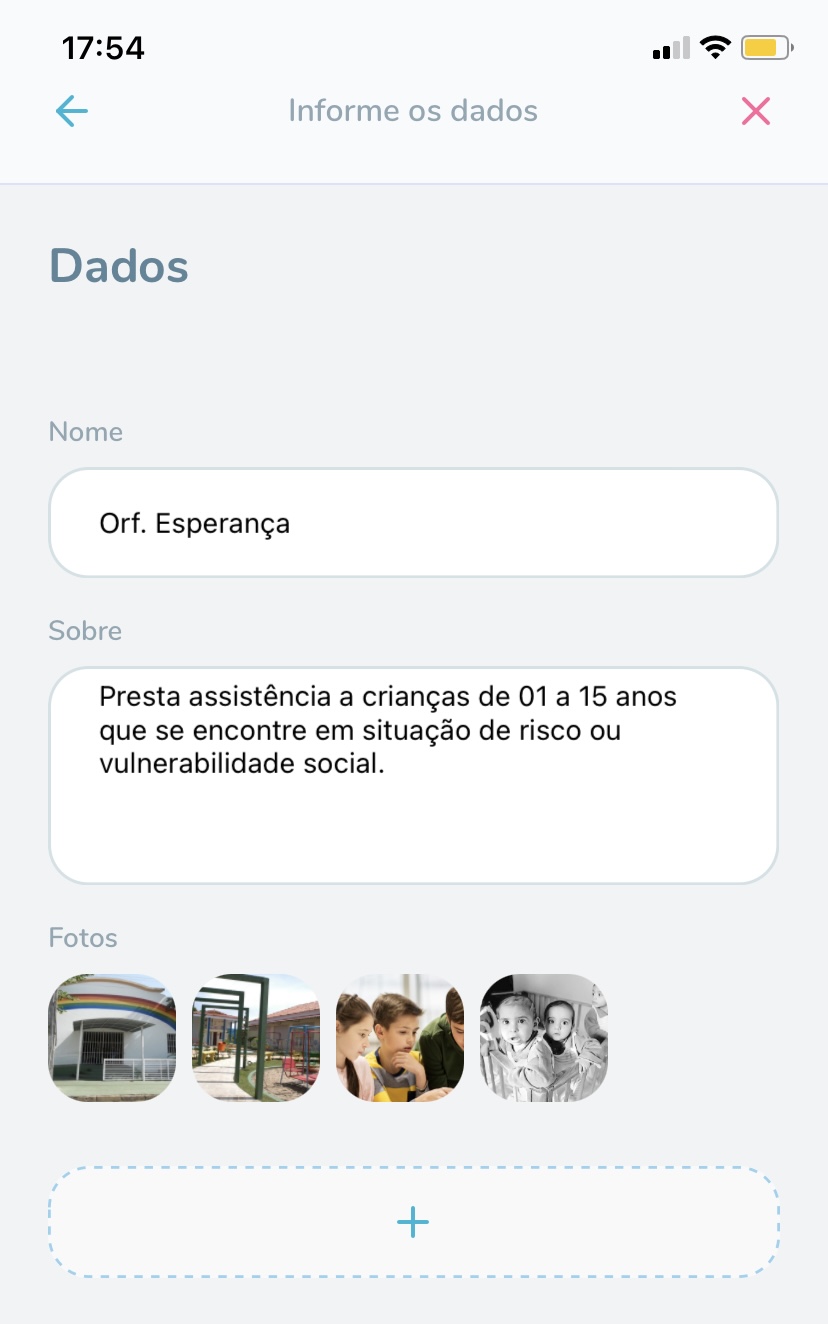 17:54
Informe os dados
Dados
Nome
Orf. Esperança
Sobre
Presta assistência a crianças de 01 a 15 anos
que se encontre em situação de risco ou
vulnerabilidade social.
Fotos